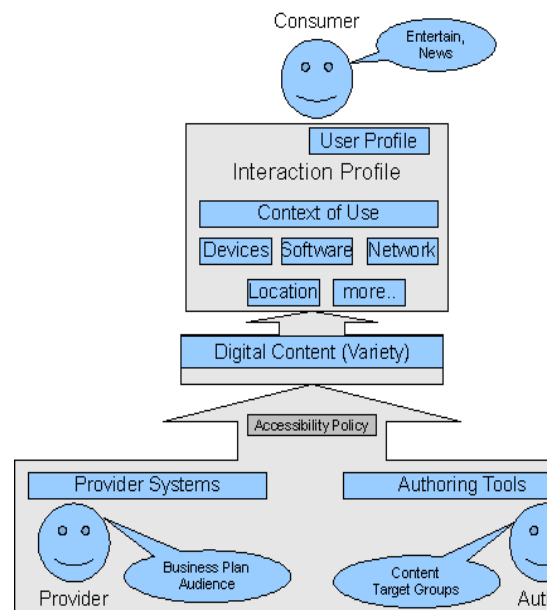 Consumer
Entertain,
News
User Profile
Interaction Profile
Context of Use
Devices Software Network
Location more..
Digital Content (Variety)
Accessibility Policy
Provider Systems Authoring Tools
Business Plan
Audience
Content
Target Groups
Provider Aut